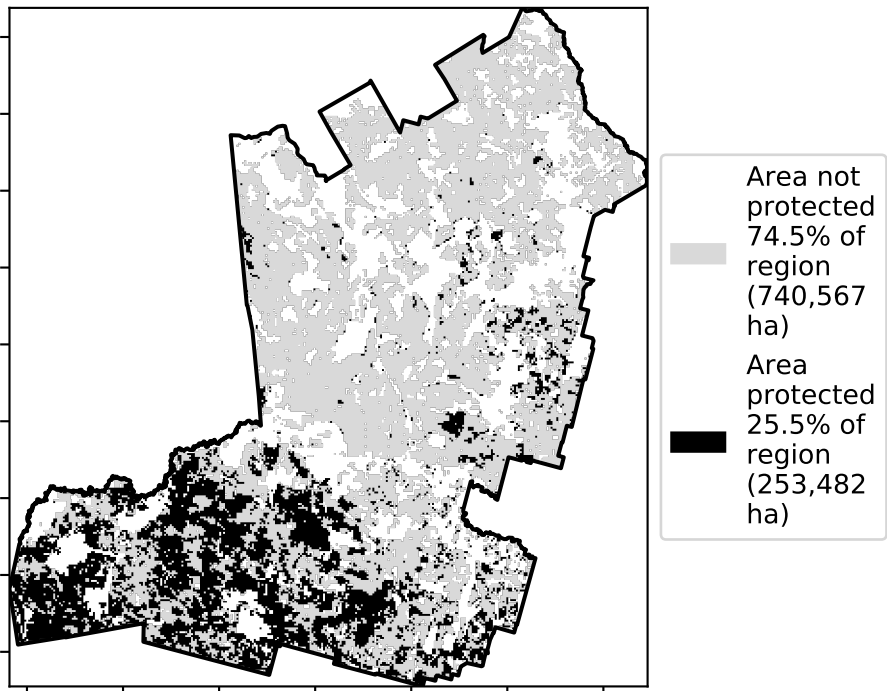 Area not
protected
74.5% of
region
(740,567
ha)
Area
protected
25.5% of
region
(253,482
ha)